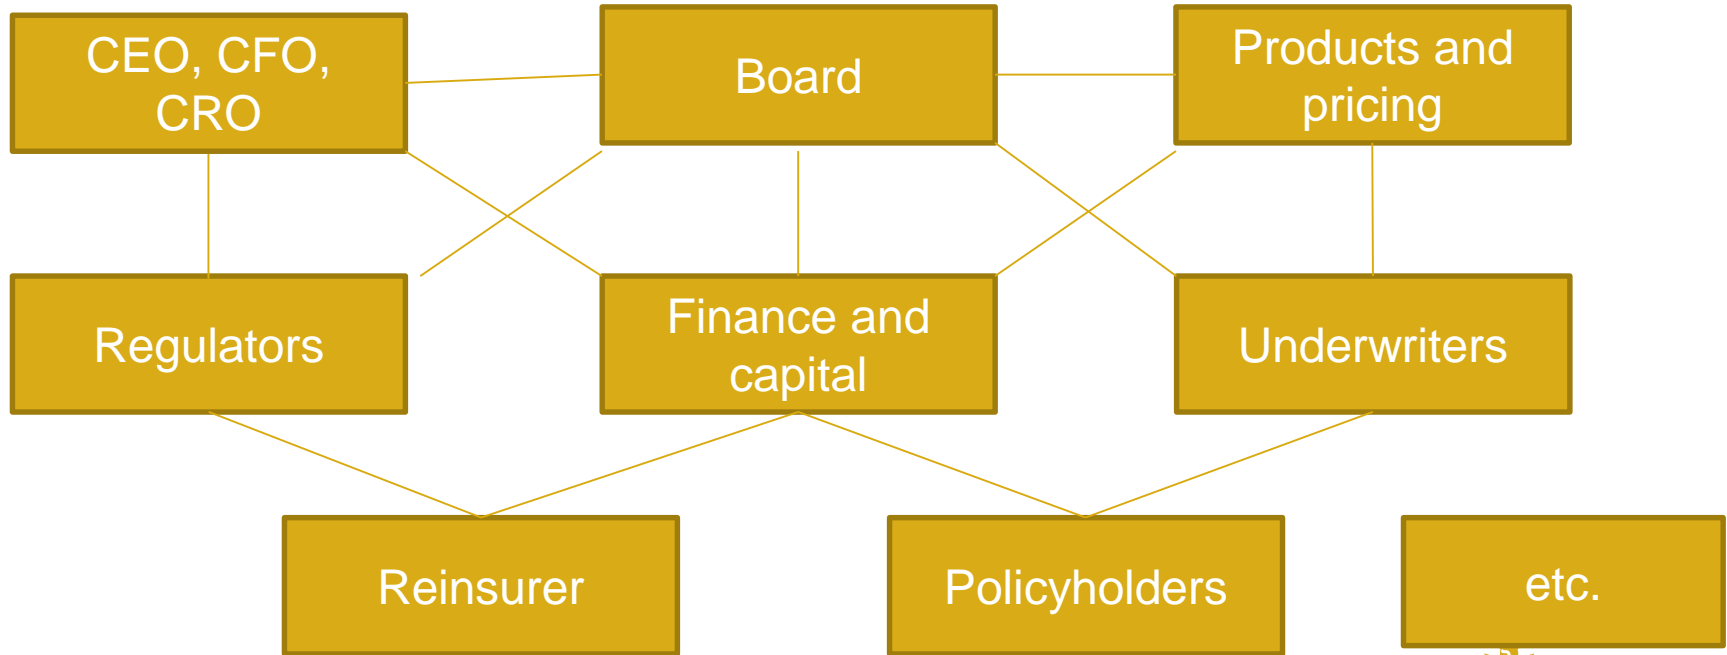 CEO, CFO,
CRO
Board
Products and
pricing
Regulators
Finance and
capital
Underwriters
Reinsurer
Policyholders
etc.